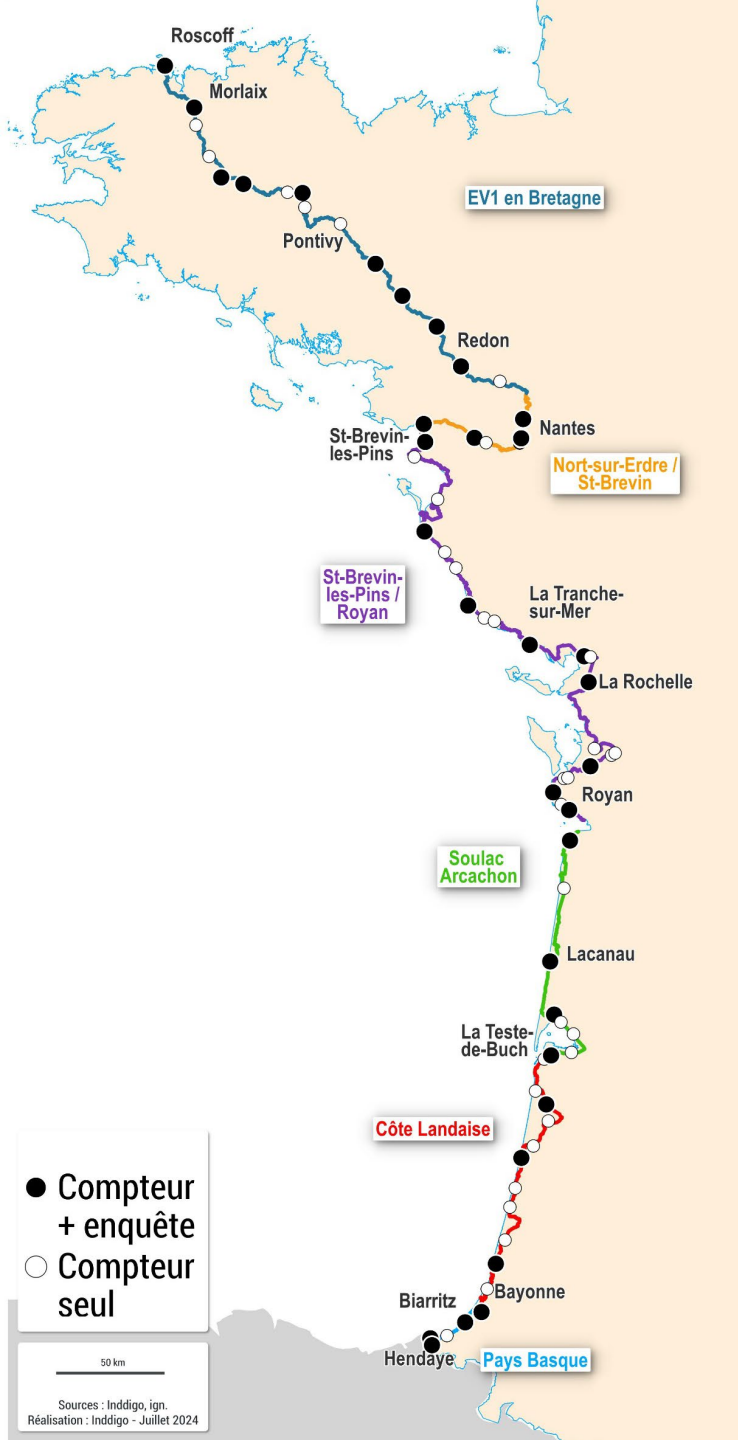 Roscoff
Morlaix
EV1 en Bretagne
Pontivy
Redon
Nantes
St-Brevin-
les-Pins
Nort-sur-Erdre /
St-Brevin
St-Brevin-
les-Pins /
Royan
La Tranche-
sur-Mer
La Rochelle
Royan
Soulac
Arcachon
Lacanau
La Teste-
de-Buch
Côte Landaise
Compteur
+ enquête
Compteur
seul
Bayonne
Biarritz
Hendaye
Pays Basque
50 km
Sources : Inddigo, ign.
Réalisation : Inddigo - Juillet 2024